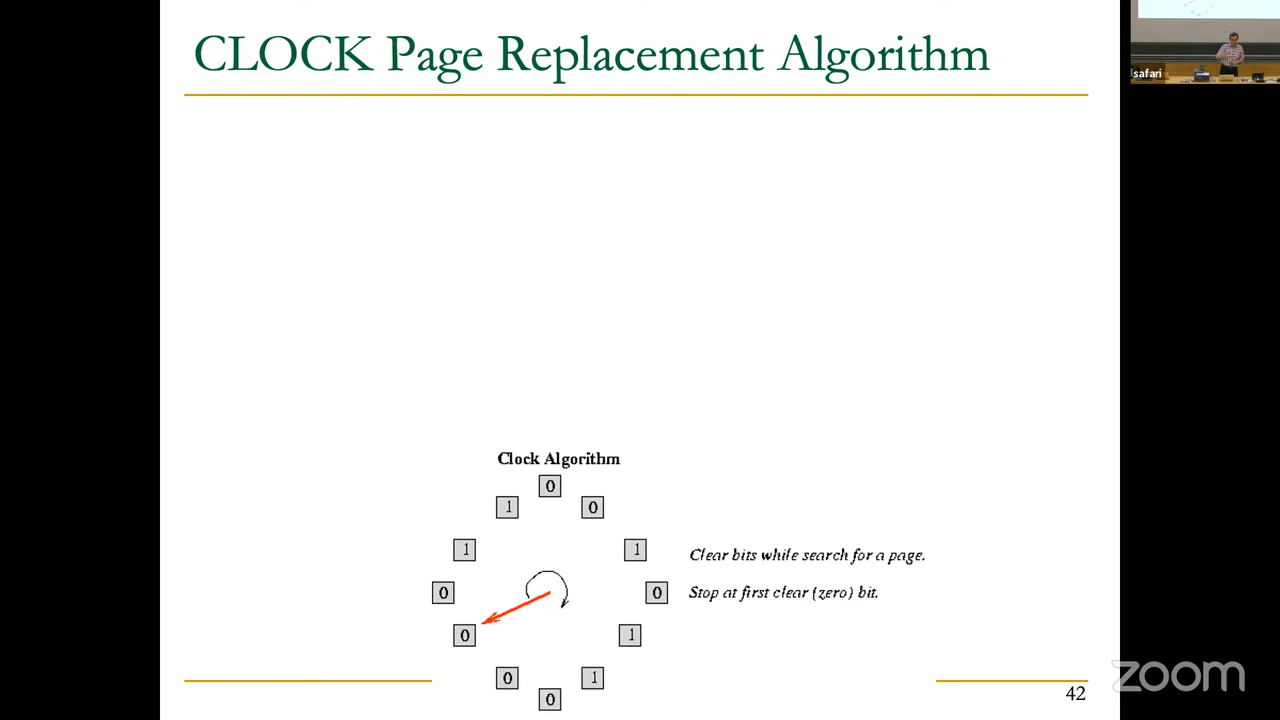 CLOCK Page Replacement Algorithm
safari
Clock Algorithm
0
1
0
1
1
Clear bits while search for a page.
0
0
Stop at first clear (zero) bit.
0
1
0
1
0
42
zoom